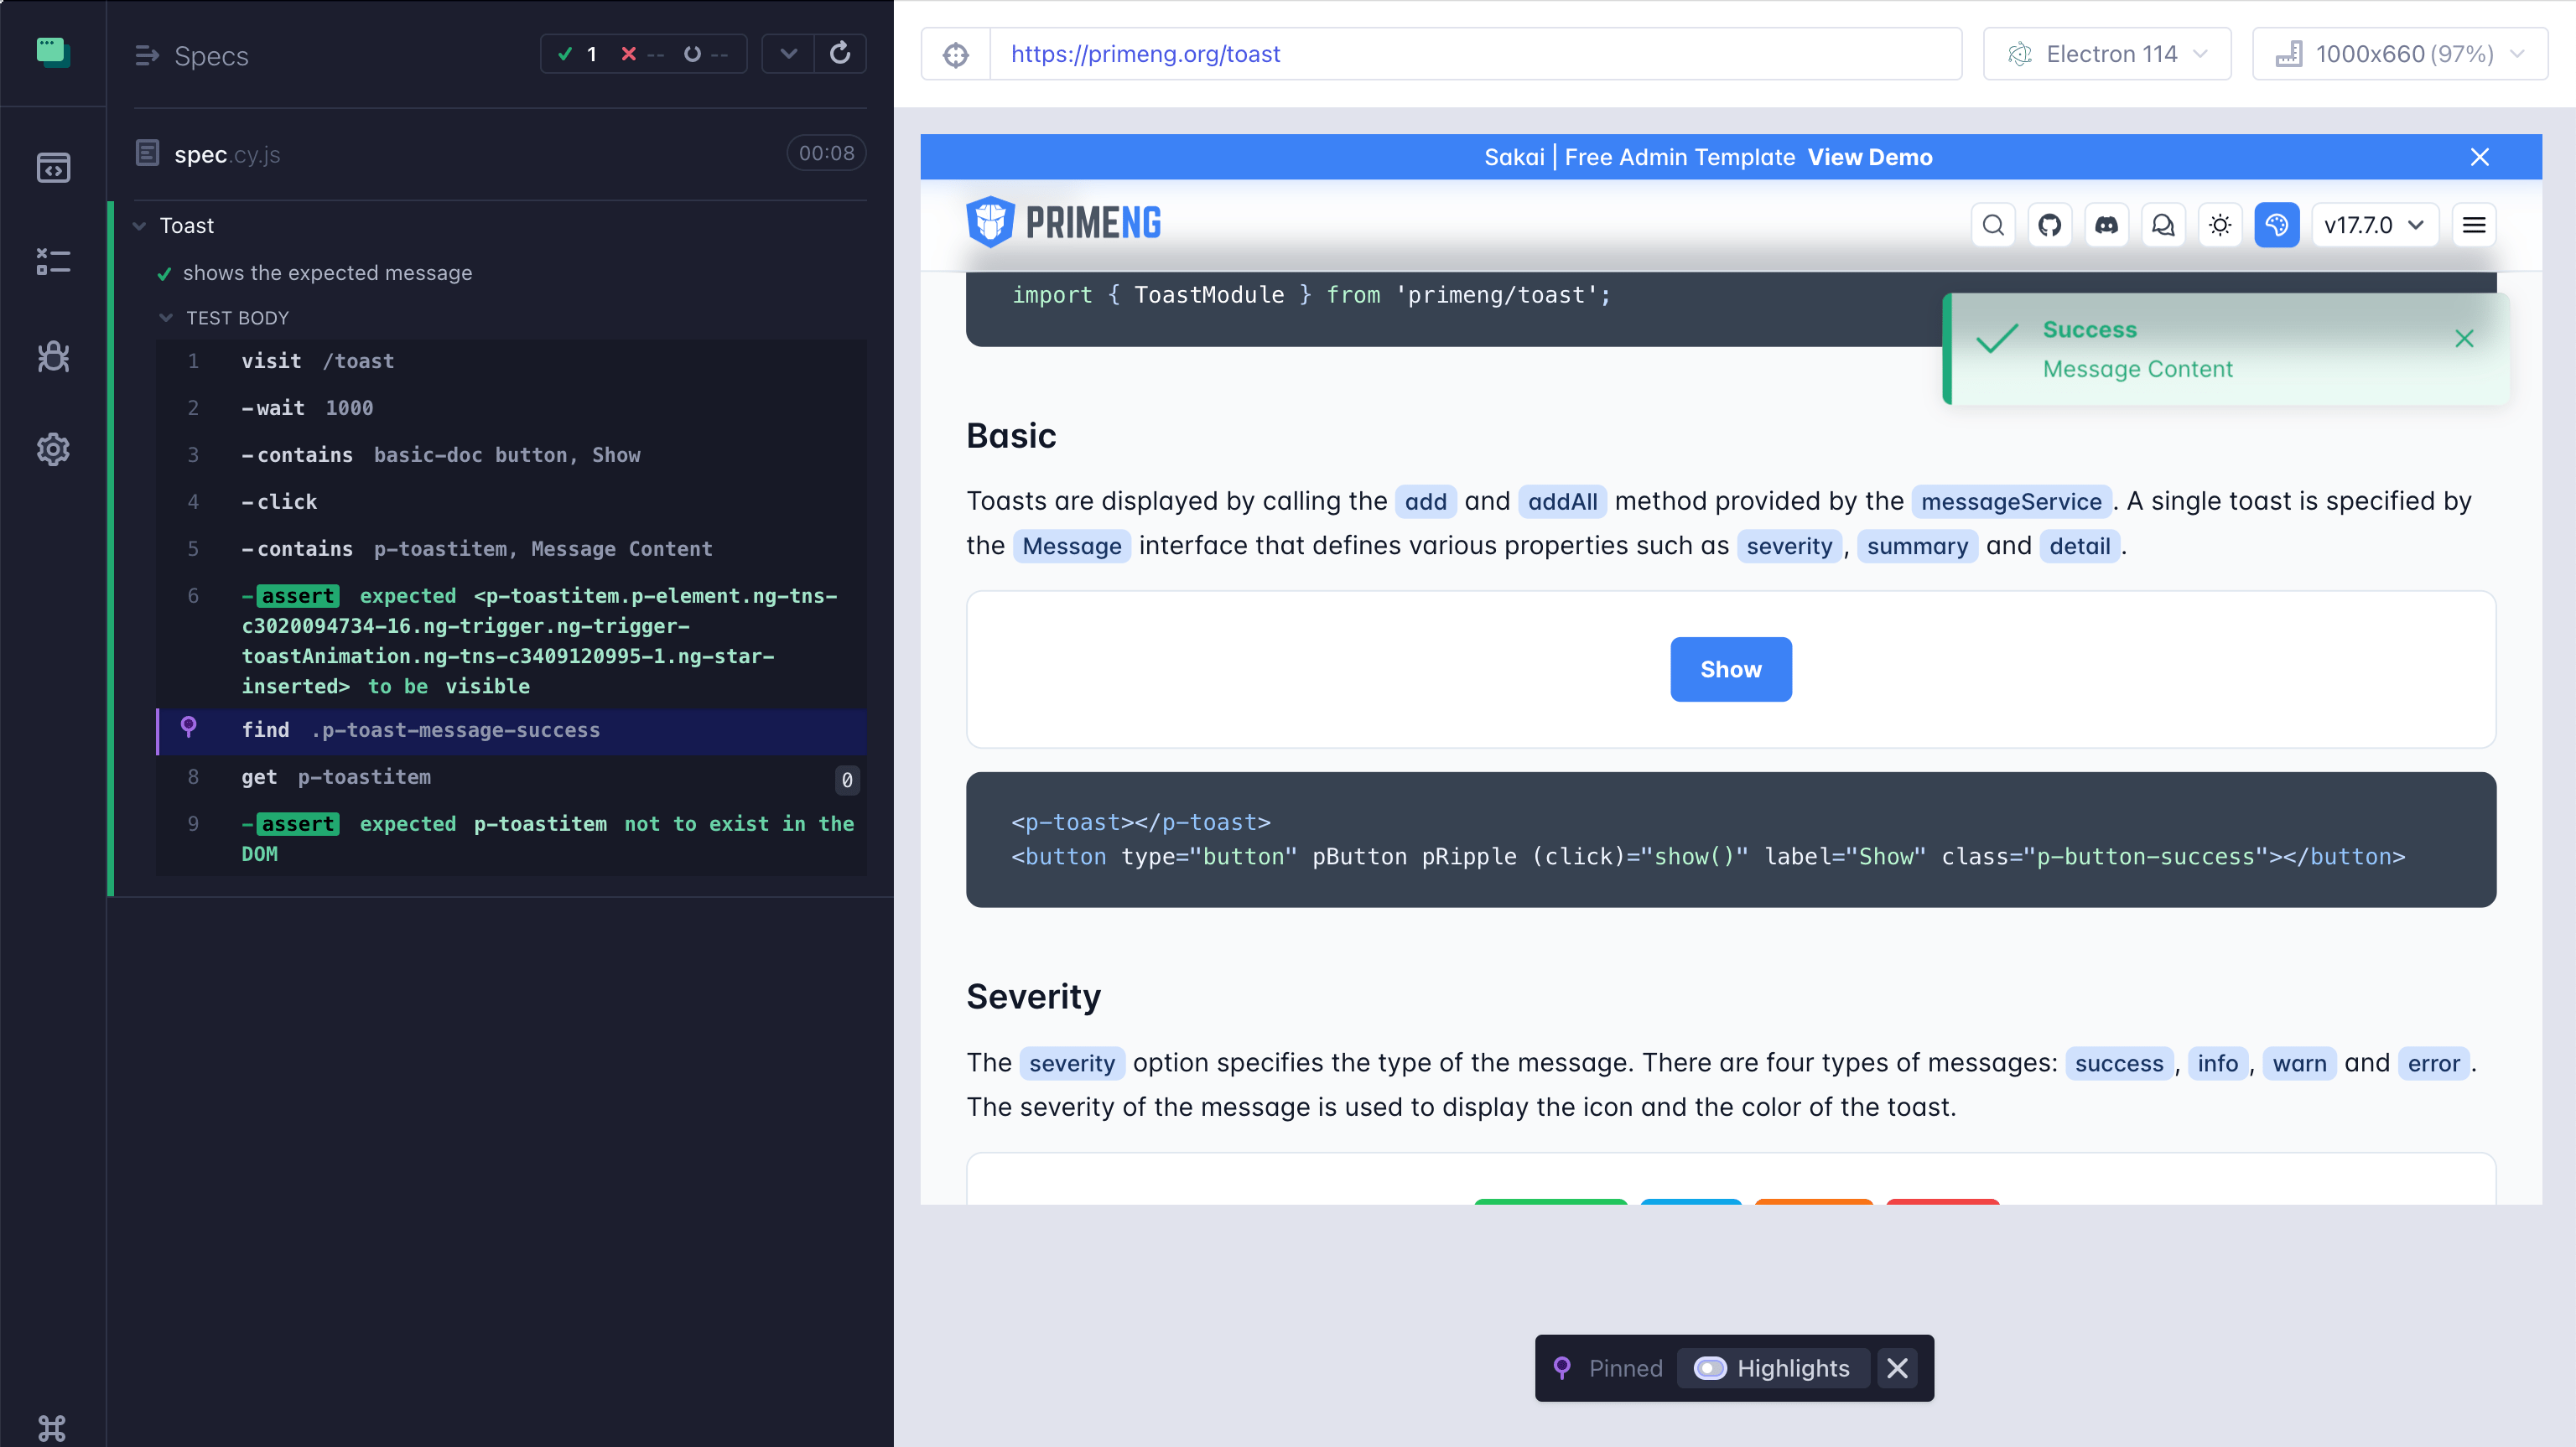 Specs
1 -- --
spec.cy.js
00:08
Toast
shows the expected message
TEST BODY
1 visit /toast
2 -wait 1000
3 -contains basic-doc button, Show
4 -click
5 -contains p-toastitem, Message Content
6 -assert expected <p-toastitem.p-element.ng-tns-
c3020094734-16.ng-trigger.ng-trigger-
toastAnimation.ng-tns-c3409120995-1.ng-star-
inserted> to be visible
find .p-toast-message-success
8 get p-toastitem 0
9 -assert expected p-toastitem not to exist in the
DOM
https://primeng.org/toast
Electron 114
1000x660 (97%)
Sakai | Free Admin Template View Demo
PRIMENG
v17.7.0
import { ToastModule } from 'primeng/toast';
Success
Message Content
Basic
Toasts are displayed by calling the add and addAll method provided by the messageService. A single toast is specified by
the Message interface that defines various properties such as severity, summary and detail.
Show
<p-toast></p-toast>
<button type="button" pButton pRipple (click)="show()" label="Show" class="p-button-success"></button>
Severity
The severity option specifies the type of the message. There are four types of messages: success, info, warn and error.
The severity of the message is used to display the icon and the color of the toast.
Pinned
Highlights